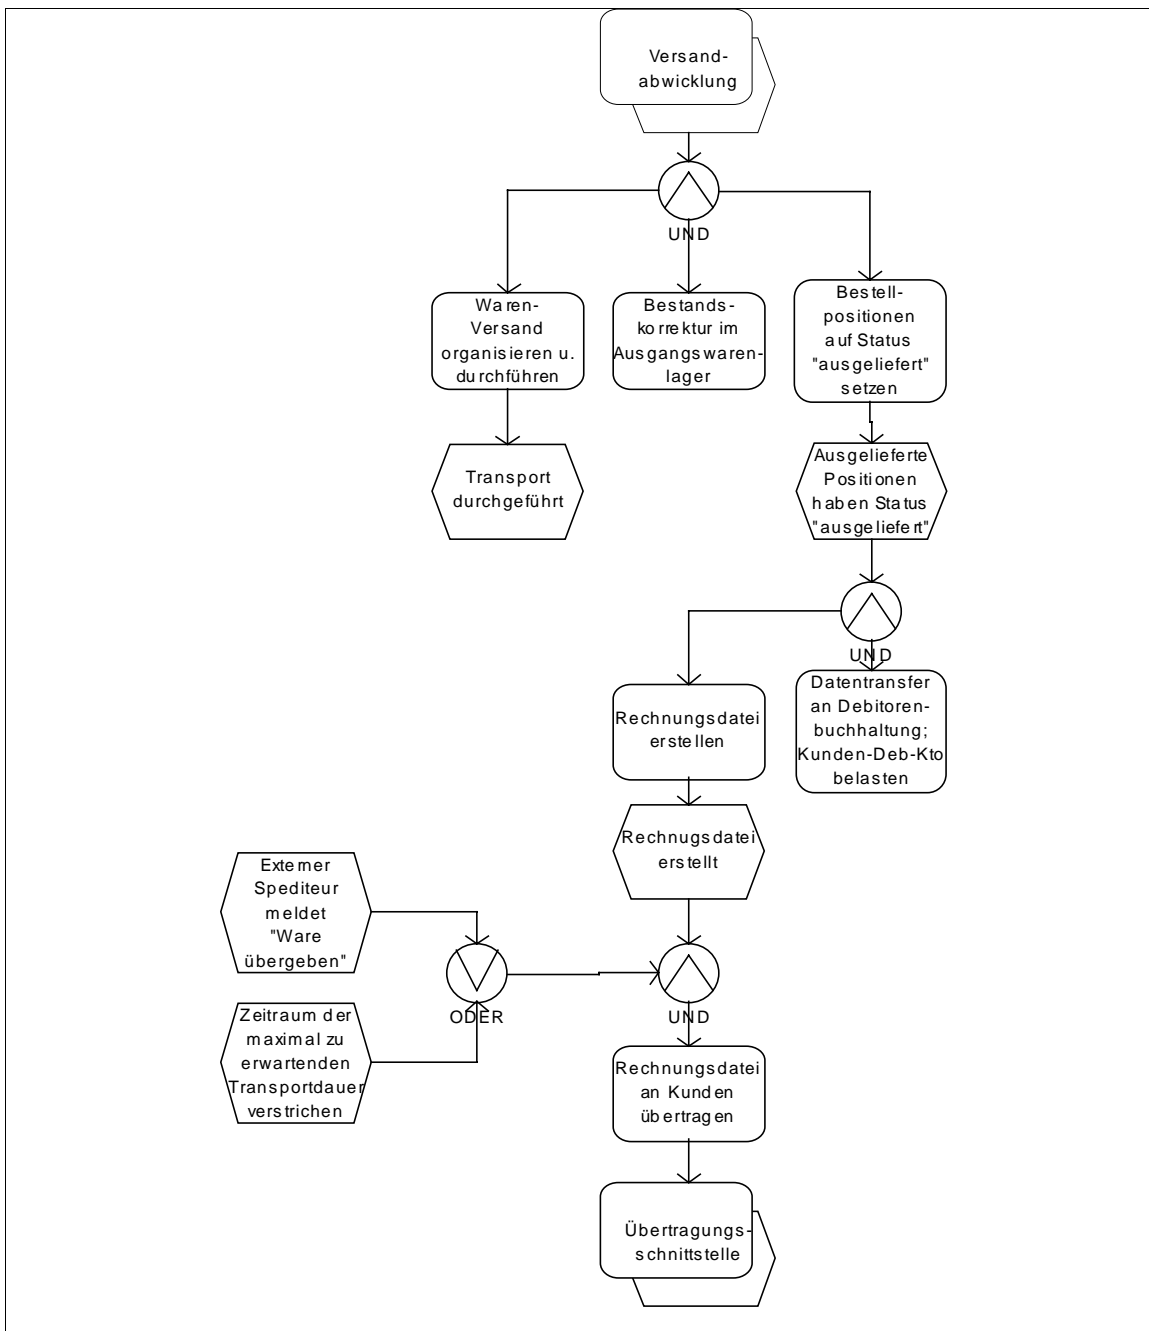 Versand-
abwicklung
UND
Waren-
Versand
organisieren u.
durchführen
Bestands-
korrektur im
Ausgangswaren-
lager
Bestell-
positionen
auf Status
"ausgeliefert"
setzen
Transport
durchgeführt
Ausgelieferte
Positionen
haben Status
"ausgeliefert"
UND
Rechnungsdatei
erstellen
Datentransfer
an Debitoren-
buchhaltung;
Kunden-Deb-Kto
belasten
Rechnugsdatei
erstellt
Externer
Spediteur
meldet
"Ware
übergeben"
ODER
UND
Zeitraum der
maximal zu
erwartenden
Transportdauer
verstrichen
Rechnungsdatei
an Kunden
übertragen
Übertragungs-
schnittstelle